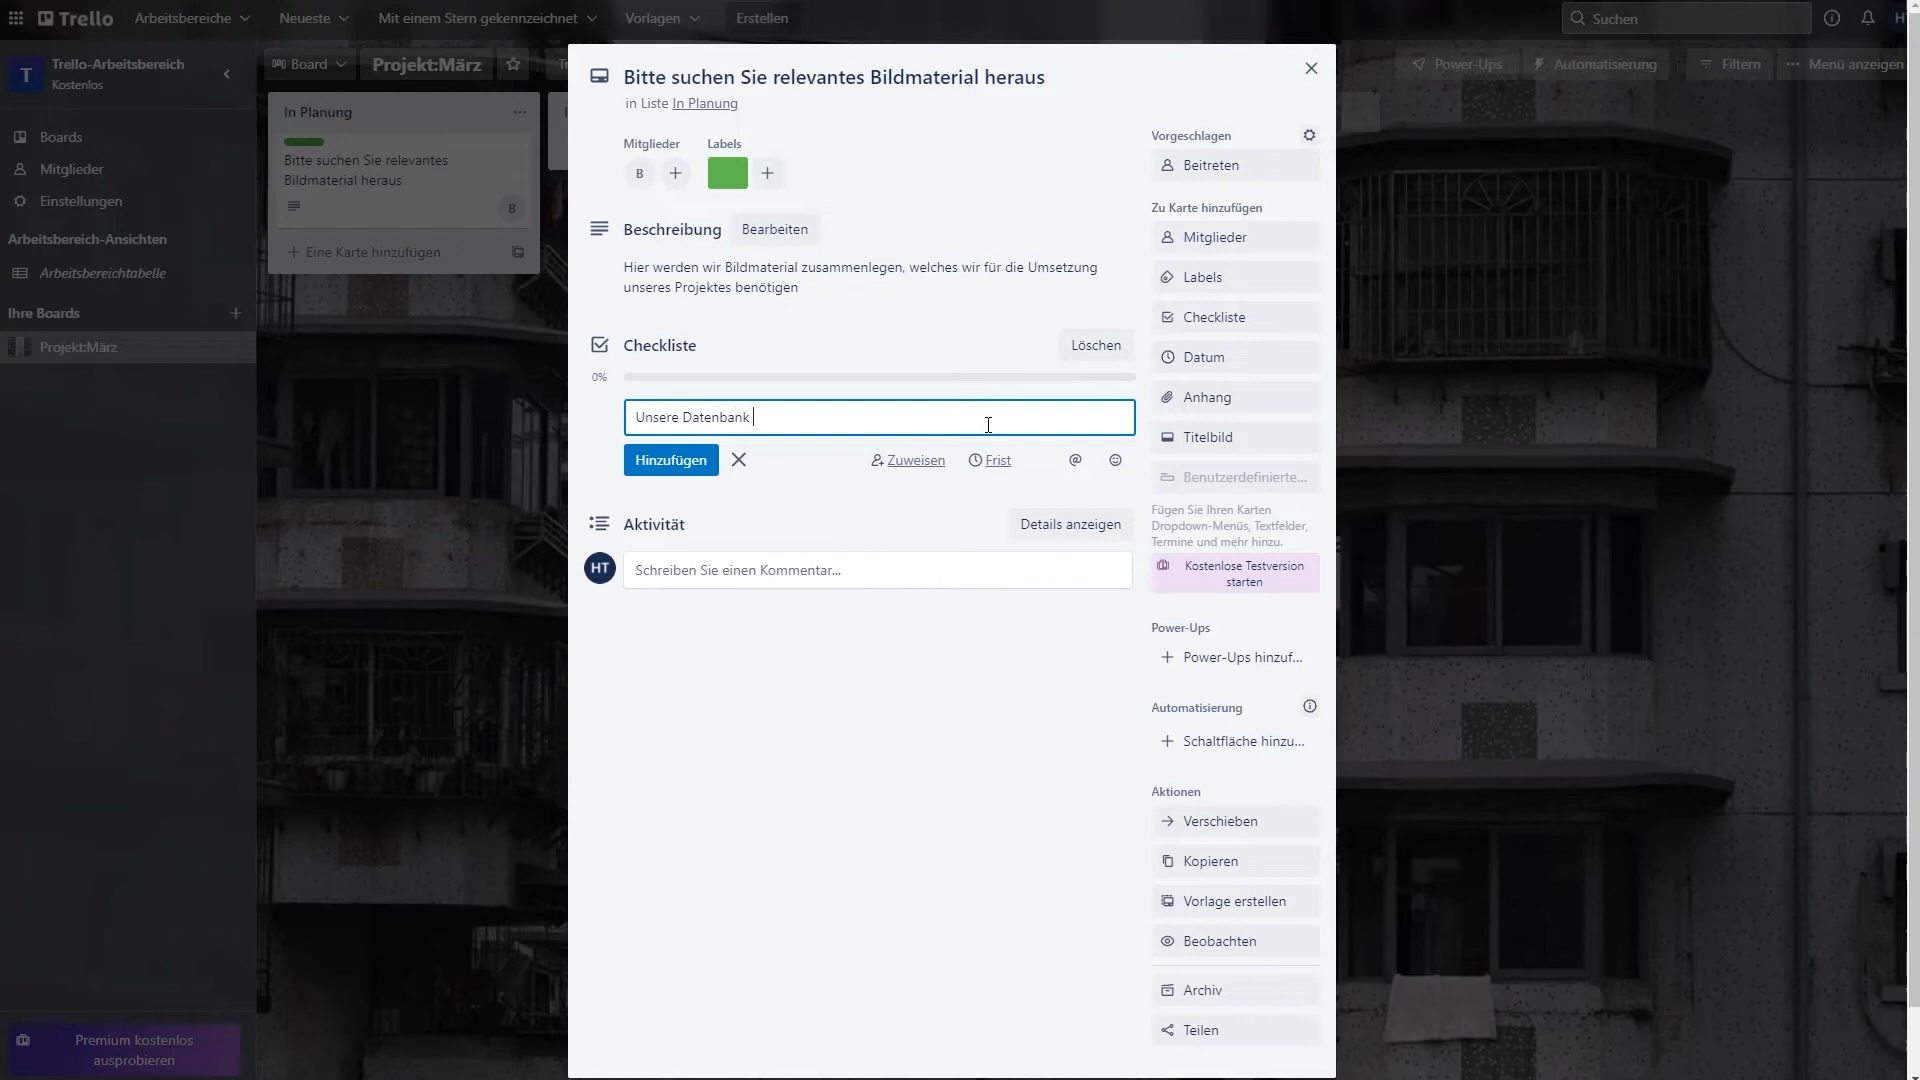 Trello
Arbeitsbereiche
Neueste
Mit einem Stern gekennzeichnet
Vorlagen
Erstellen
Suchen
Trello-Arbeitsbereich
Kostenlos
Board
Projekt:März
Power-Ups
Automatisierung
Filtern
Menü anzeigen
Boards
Mitglieder
Einstellungen
Arbeitsbereich-Ansichten
Arbeitsbereichtabelle
Ihre Boards
Projekt:März
Premium kostenlos
ausprobieren
In Planung
Bitte suchen Sie relevantes
Bildmaterial heraus
B
Eine Karte hinzufügen
Bitte suchen Sie relevantes Bildmaterial heraus
in Liste In Planung
Mitglieder
Labels
B
Beschreibung
Bearbeiten
Hier werden wir Bildmaterial zusammenlegen, welches wir für die Umsetzung
unseres Projektes benötigen
Checkliste
Löschen
0%
Unsere Datenbank
Hinzufügen
Zuweisen
Frist
Aktivität
Details anzeigen
HT
Schreiben Sie einen Kommentar...
Vorgeschlagen
Beitreten
Zu Karte hinzufügen
Mitglieder
Labels
Checkliste
Datum
Anhang
Titelbild
Benutzerdefinierte...
Fügen Sie Ihren Karten
Dropdown-Menüs, Textfelder,
Termine und mehr hinzu.
Kostenlose Testversion
starten
Power-Ups
Power-Ups hinzuf...
Automatisierung
Schaltfläche hinzu...
Aktionen
Verschieben
Kopieren
Vorlage erstellen
Beobachten
Archiv
Teilen